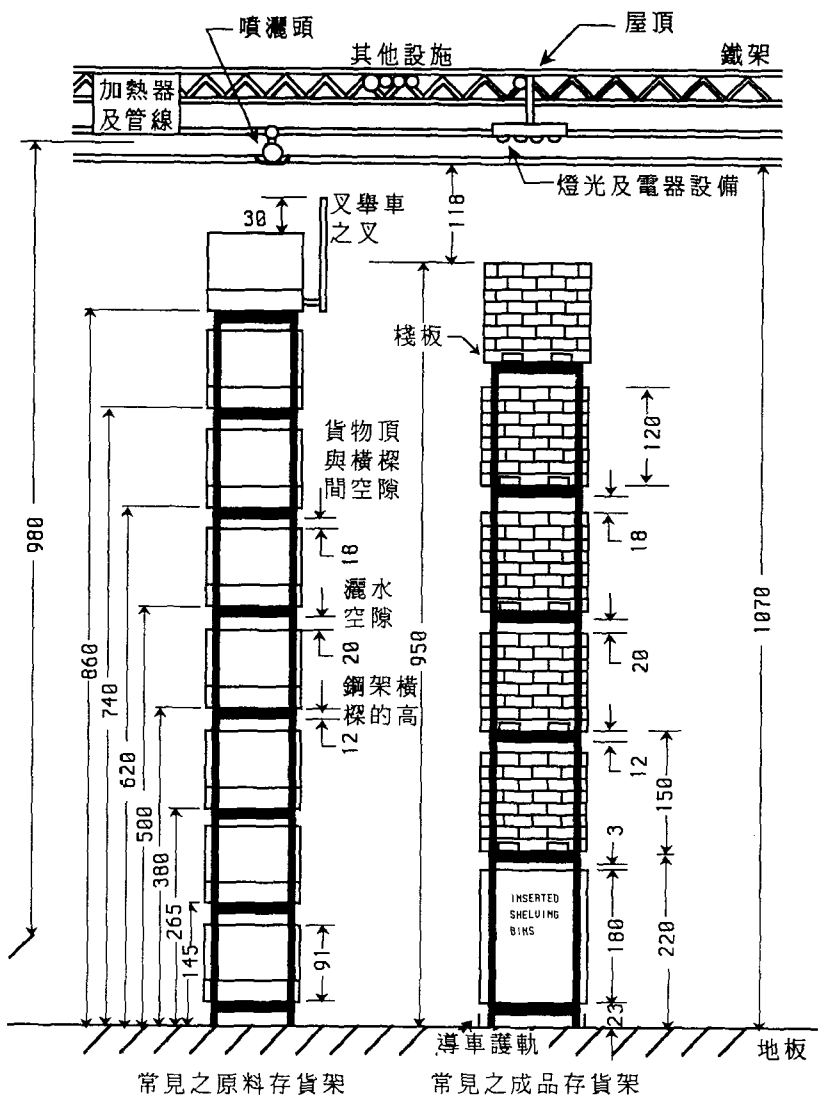 噴灑頭
其他設施
屋頂
鐵架
加熱器
及管線
燈光及電器設備
叉舉車
之叉
30
118
棧板
貨物頂
與橫樑
間空隙
120
18
18
灑水
空隙
20
20
鋼架橫
樑的高
12
12
980
860
740
620
500
380
265
145
91
950
1070
150
3
INSERTED
SHELVING
BINS
180
220
23
導車護軌
地板
常見之原料存貨架
常見之成品存貨架